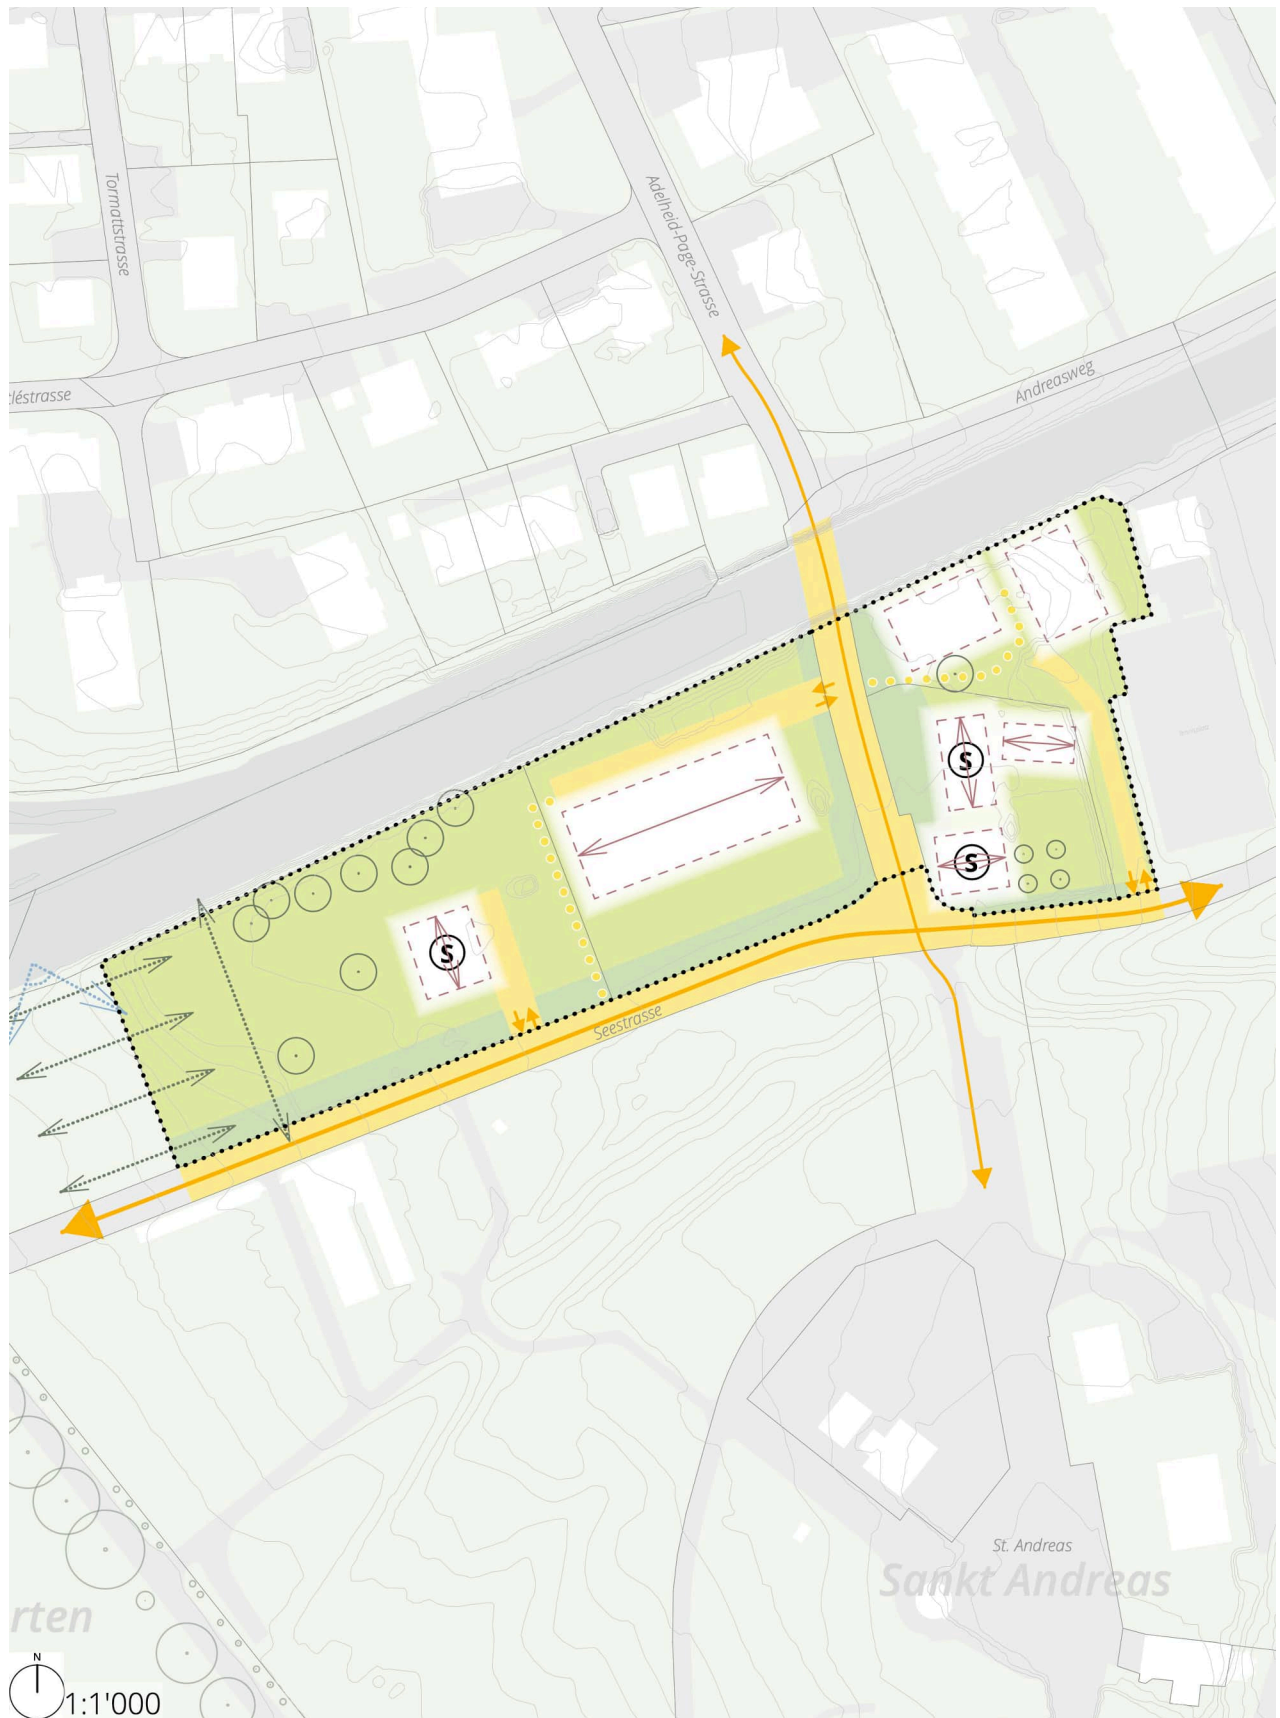 Tormattstrasse
Adelheid-Page-Strasse
cléstrasse
Andreasweg
S
S
S
Seestrasse
St. Andreas
Sankt Andreas
rten
N
1:1'000